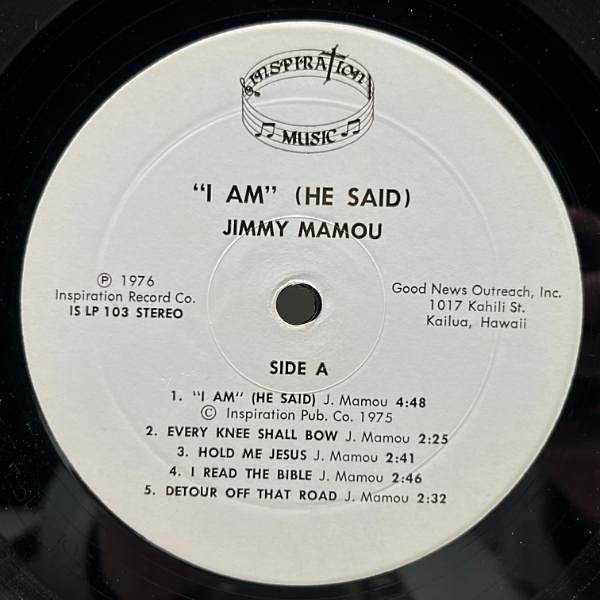 INSPIRATION
MUSIC
"I AM" (HE SAID)
JIMMY MAMOU
Ⓟ 1976
Inspiration Record Co.
IS LP 103 STEREO
Good News Outreach, Inc.
1017 Kahili St.
Kailua, Hawaii
SIDE A
1. "I AM" (HE SAID) J. Mamou 4:48
© Inspiration Pub. Co. 1975
2. EVERY KNEE SHALL BOW J. Mamou 2:25
3. HOLD ME JESUS J. Mamou 2:41
4. I READ THE BIBLE J. Mamou 2:46
5. DETOUR OFF THAT ROAD J. Mamou 2:32